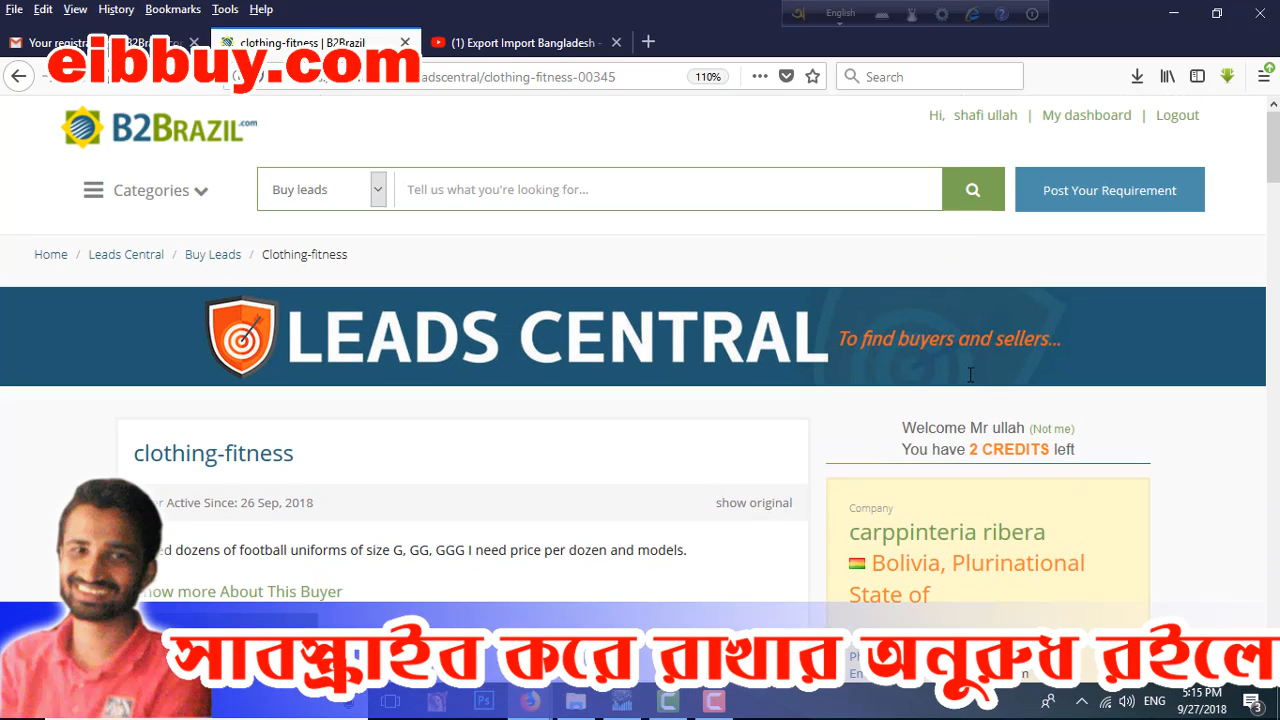 File Edit View History Bookmarks Tools Help
English
clothing-fitness | B2Brazil
(1) Export Import Bangladesh -
eibbuy.com
adscentral/clothing-fitness-00345
110%
Search
B2BRAZIL.com
Hi, shafi ullah | My dashboard | Logout
Categories
Buy leads
Tell us what you're looking for...
Post Your Requirement
Home / Leads Central / Buy Leads / Clothing-fitness
LEADS CENTRAL To find buyers and sellers...
Welcome Mr ullah (Not me)
You have 2 CREDITS left
clothing-fitness
Active Since: 26 Sep, 2018
show original
dozens of football uniforms of size G, GG, GGG I need price per dozen and models.
how more About This Buyer
Company
carppinteria ribera
Bolivia, Plurinational
State of
সাবস্ক্রাইব করে রাখার অনুরুধ রইলো
ENG
5:15 PM
9/27/2018
3